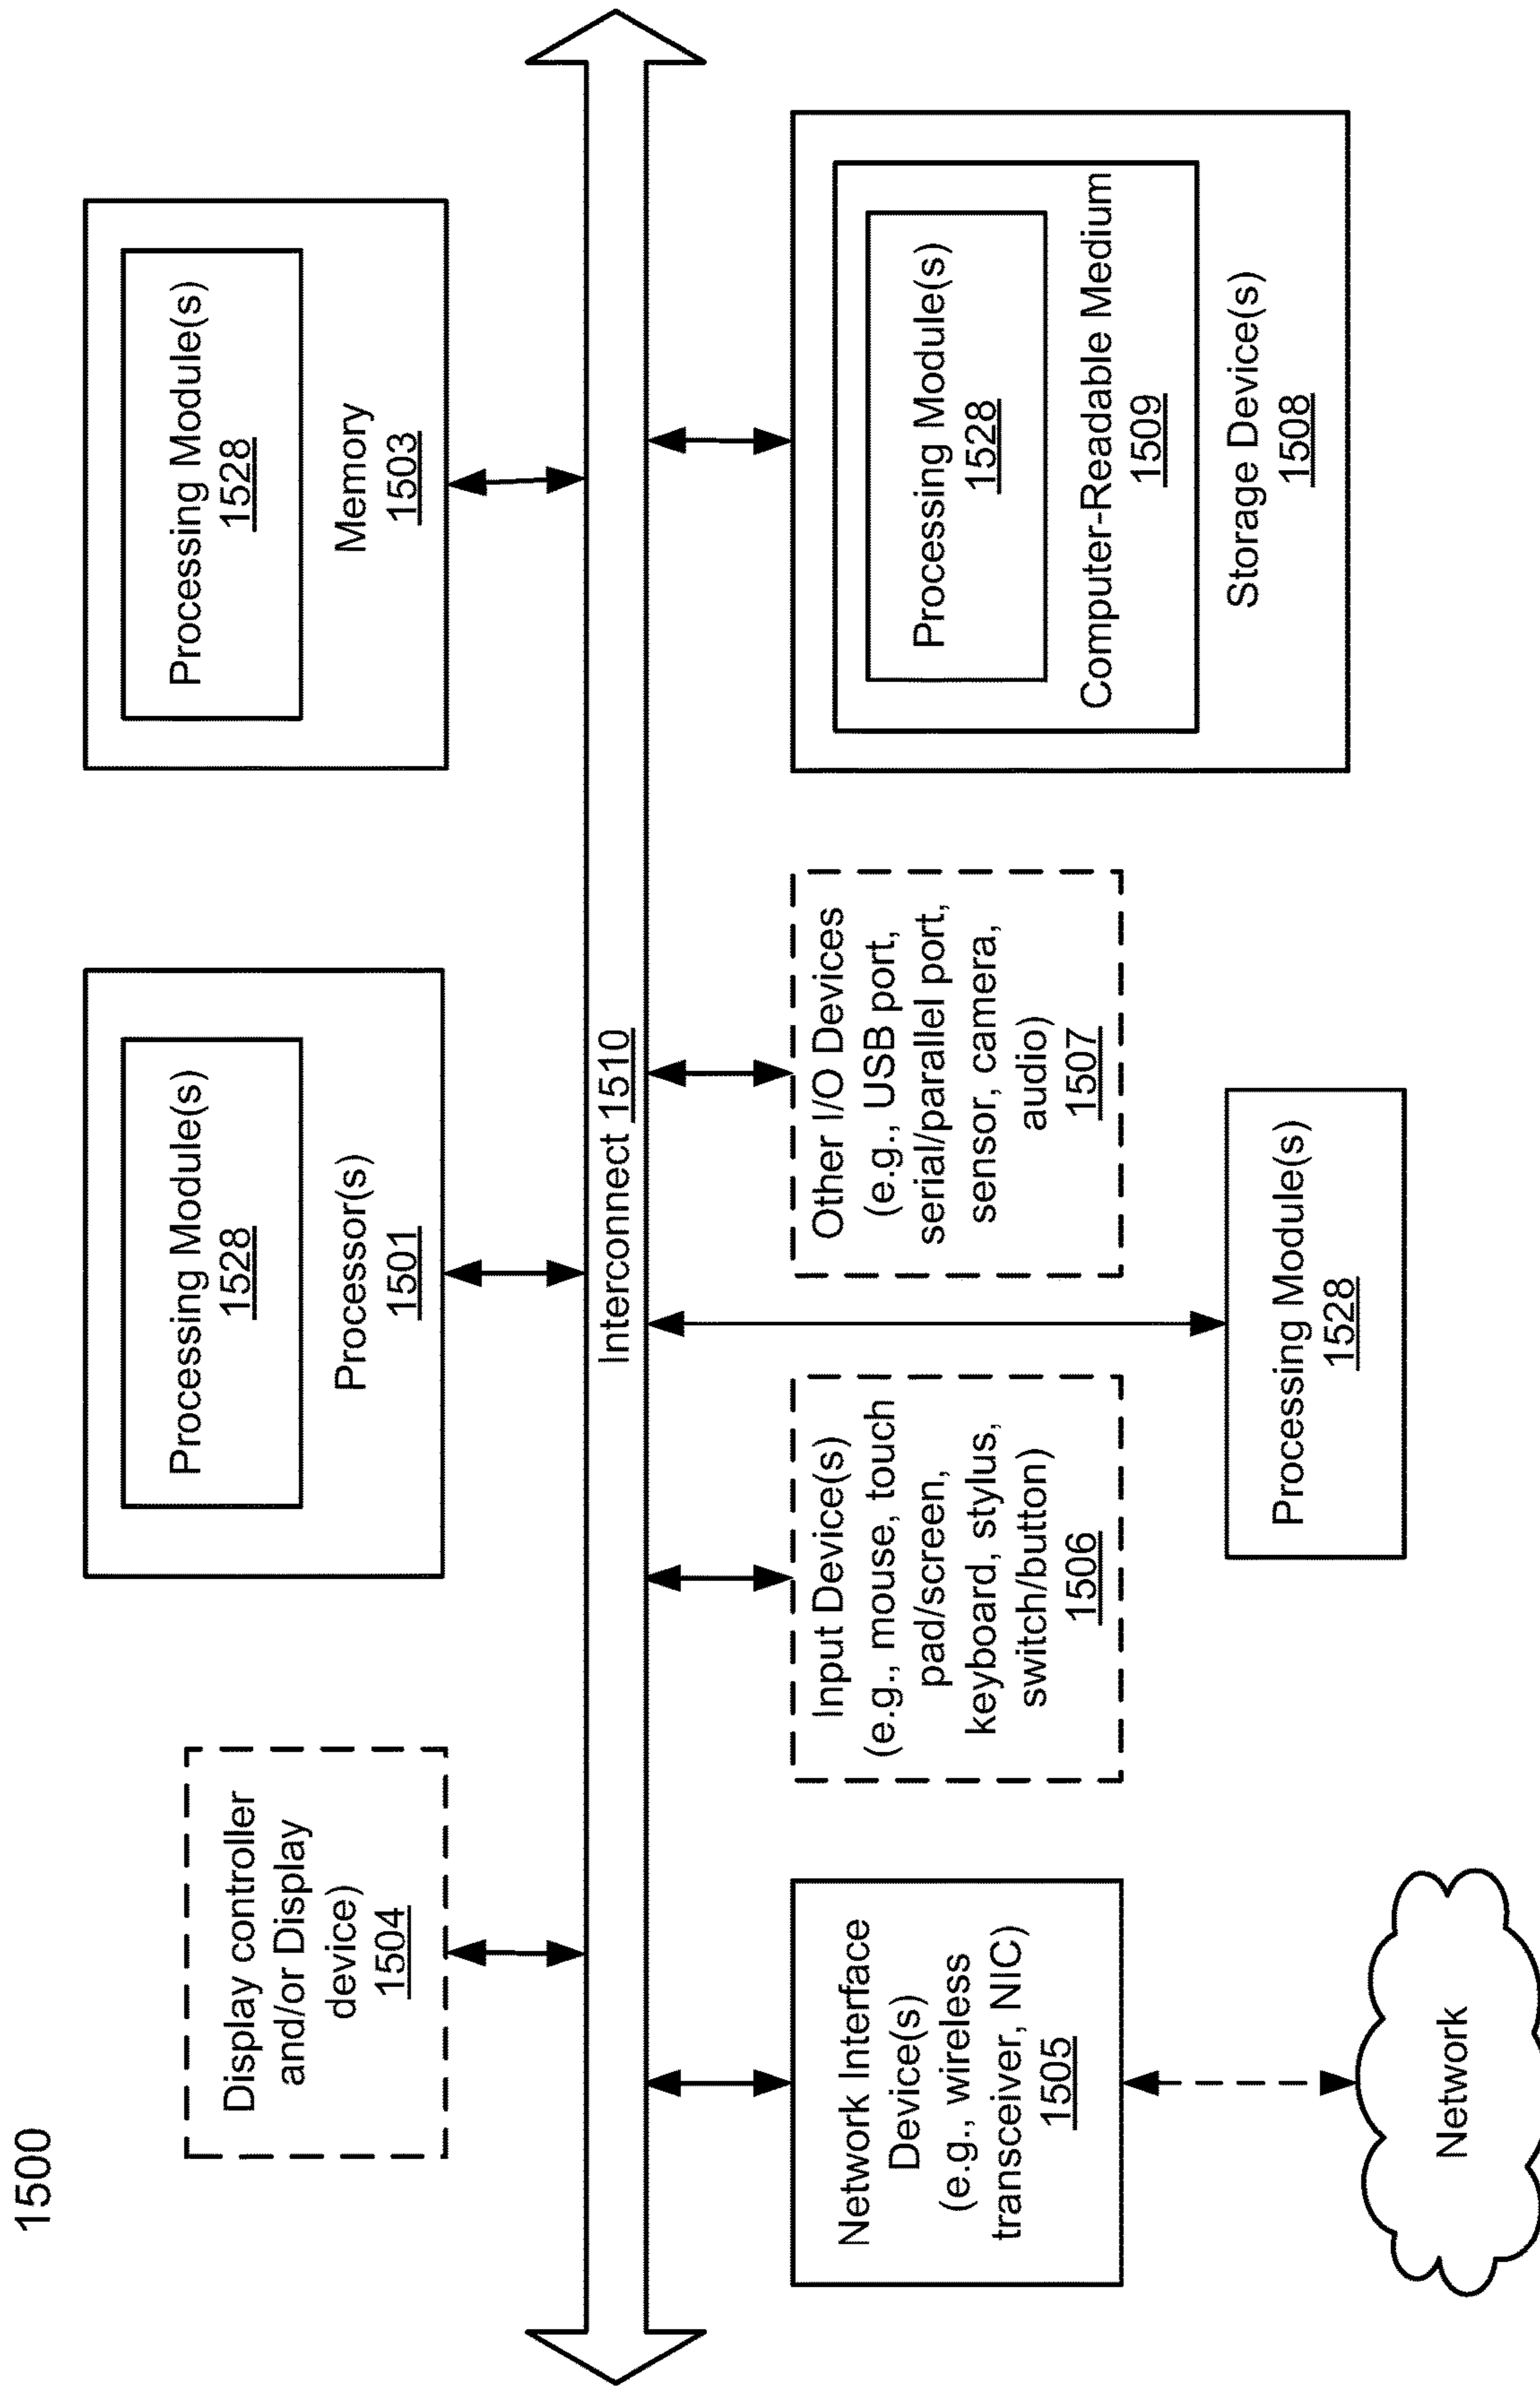 1500
Display controller
and/or Display
device)
1504
Processing Module(s)
1528
Processor(s)
1501
Processing Module(s)
1528
Memory
1503
Interconnect 1510
Network Interface
Device(s)
(e.g., wireless
transceiver, NIC)
1505
Input Device(s)
(e.g., mouse, touch
pad/screen,
keyboard, stylus,
switch/button)
1506
Other I/O Devices
(e.g., USB port,
serial/parallel port,
sensor, camera,
audio)
1507
Processing Module(s)
1528
Computer-Readable Medium
1509
Storage Device(s)
1508
Network
Processing Module(s)
1528